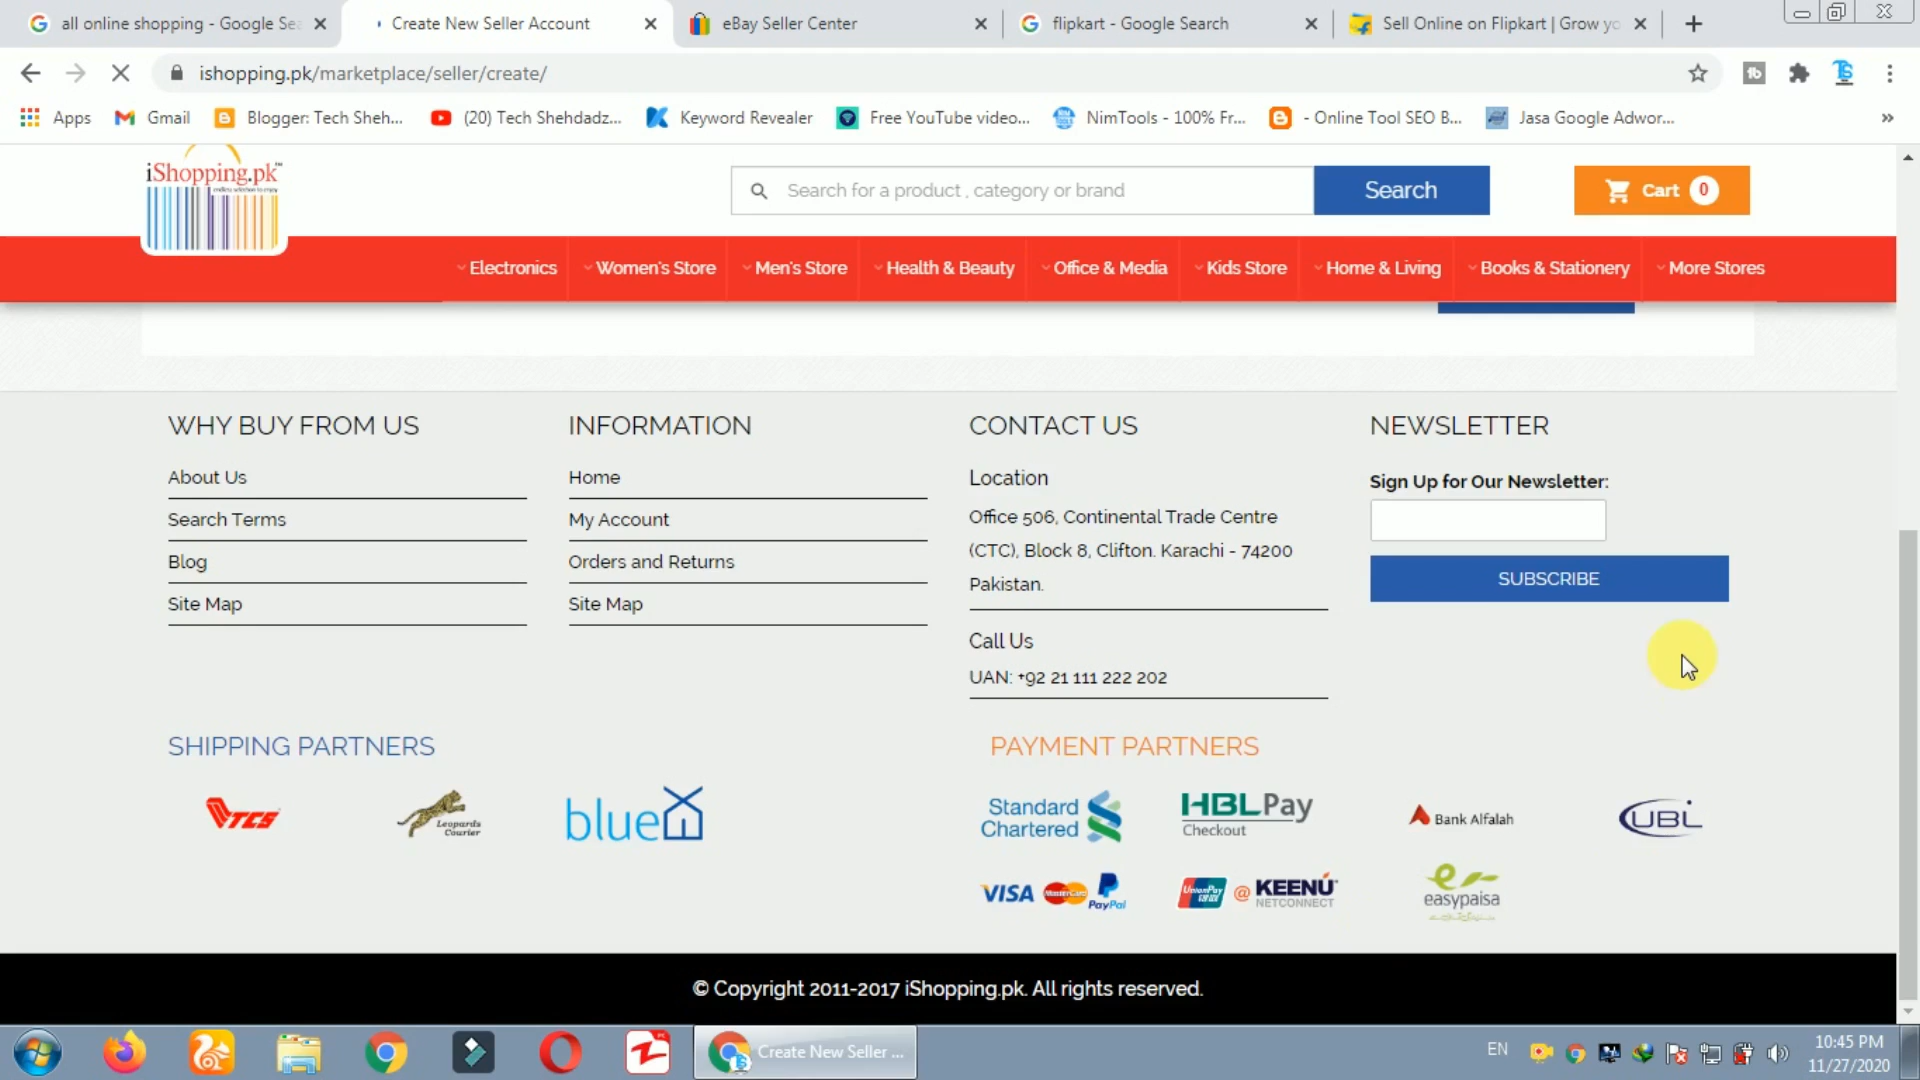 all online shopping - Google Sea
Create New Seller Account
eBay Seller Center
flipkart - Google Search
Sell Online on Flipkart | Grow yo
ishopping.pk/marketplace/seller/create/
Apps
Gmail
Blogger: Tech Sheh...
(20) Tech Shehdadz...
Keyword Revealer
Free YouTube video...
NimTools - 100% Fr...
- Online Tool SEO B...
Jasa Google Adwor...
»
iShopping.pk™
Search for a product , category or brand
Search
Cart 0
Electronics
Women's Store
Men's Store
Health & Beauty
Office & Media
Kids Store
Home & Living
Books & Stationery
More Stores
WHY BUY FROM US
About Us
Search Terms
Blog
Site Map
INFORMATION
Home
My Account
Orders and Returns
Site Map
CONTACT US
Location
Office 506, Continental Trade Centre
(CTC), Block 8, Clifton. Karachi - 74200
Pakistan.
Call Us
UAN: +92 21 111 222 202
NEWSLETTER
Sign Up for Our Newsletter:
SUBSCRIBE
SHIPPING PARTNERS
TCS
Leopards
Courier
blueEX
PAYMENT PARTNERS
Standard
Chartered
HBLPay
Checkout
Bank Alfalah
UBL
VISA
MasterCard
PayPal
UnionPay
@ KEENU
NETCONNECT
easypaisa
© Copyright 2011-2017 iShopping.pk. All rights reserved.
Create New Seller ...
EN
10:45 PM
11/27/2020